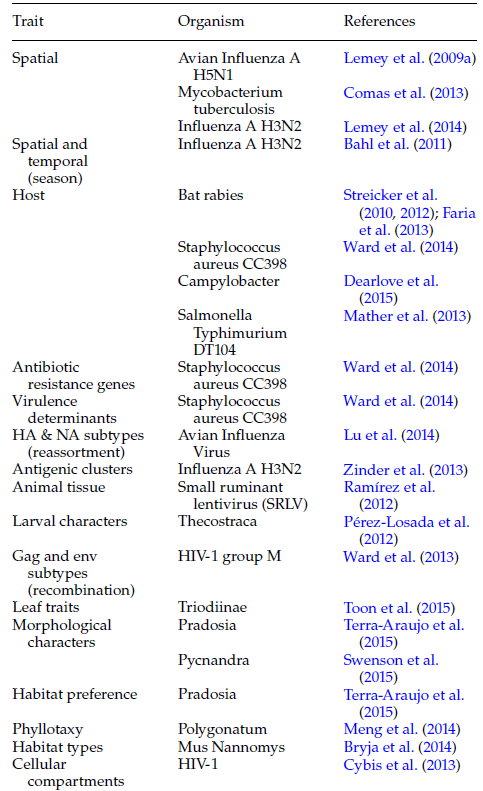 Trait Organism References
Spatial Avian Influenza A Lemey et al. (2009a)
H5N1
Mycobacterium Comas et al. (2013)
tuberculosis
Influenza A H3N2 Lemey et al. (2014)
Spatial and Influenza A H3N2 Bahl et al. (2011)
temporal
(season)
Host Bat rabies Streicker et al.
(2010, 2012); Faria
et al. (2013)
Staphylococcus Ward et al. (2014)
aureus CC398
Campylobacter Dearlove et al.
(2015)
Salmonella Mather et al. (2013)
Typhimurium
DT104
Antibiotic Staphylococcus Ward et al. (2014)
resistance genes aureus CC398
Virulence Staphylococcus Ward et al. (2014)
determinants aureus CC398
HA & NA subtypes Avian Influenza Lu et al. (2014)
(reassortment) Virus
Antigenic clusters Influenza A H3N2 Zinder et al. (2013)
Animal tissue Small ruminant Ramírez et al.
lentivirus (SRLV) (2012)
Larval characters Thecostraca Pérez-Losada et al.
(2012)
Gag and env HIV-1 group M Ward et al. (2013)
subtypes
(recombination)
Leaf traits Triodiinae Toon et al. (2015)
Morphological Pradosia Terra-Araujo et al.
characters (2015)
Pycnandra Swenson et al.
(2015)
Habitat preference Pradosia Terra-Araujo et al.
(2015)
Phyllotaxy Polygonatum Meng et al. (2014)
Habitat types Mus Nannomys Bryja et al. (2014)
Cellular HIV-1 Cybis et al. (2013)
compartments